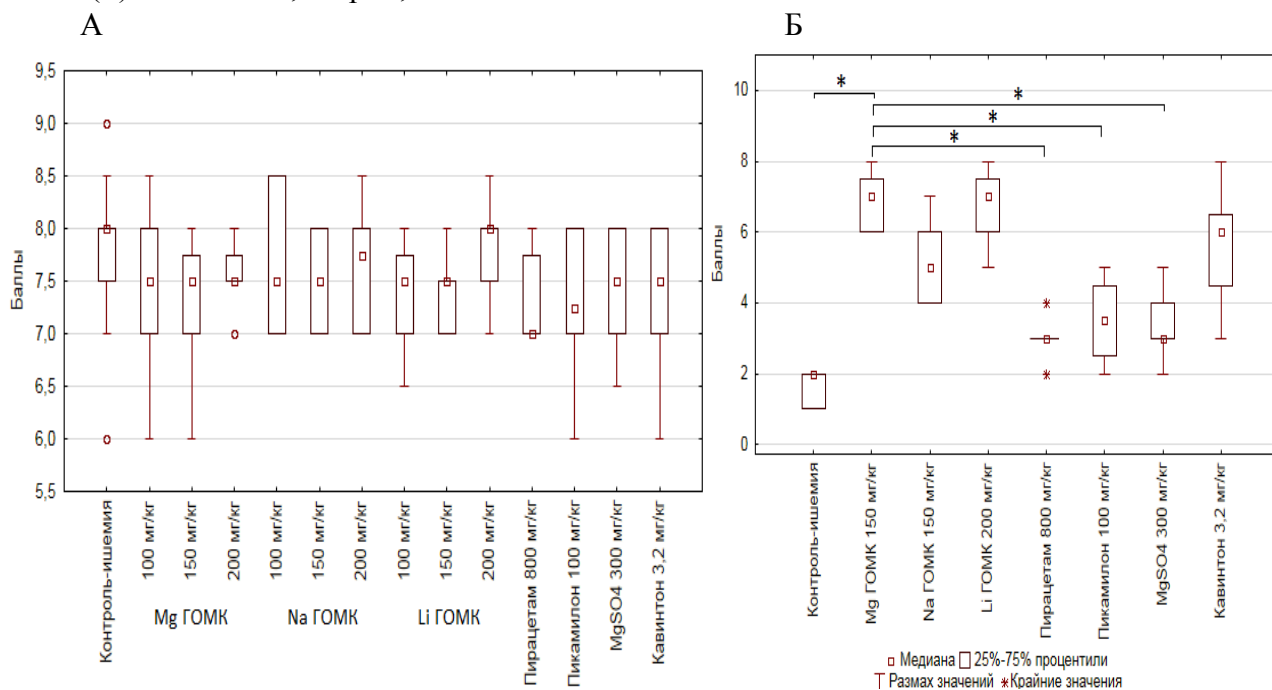 А
Б
9,5
9,0
8,5
8,0
7,5
7,0
6,5
6,0
5,5
Баллы
Контроль-ишемия
100 мг/кг
150 мг/кг
200 мг/кг
100 мг/кг
150 мг/кг
200 мг/кг
100 мг/кг
150 мг/кг
200 мг/кг
Пирацетам 800 мг/кг
Пикамилон 100 мг/кг
MgSO4 300 мг/кг
Кавинтон 3,2 мг/кг
Mg ГОМК
Na ГОМК
Li ГОМК
10
8
6
4
2
0
Баллы
* * * *
Контроль-ишемия
Mg ГОМК 150 мг/кг
Na ГОМК 150 мг/кг
Li ГОМК 200 мг/кг
Пирацетам 800 мг/кг
Пикамилон 100 мг/кг
MgSO4 300 мг/кг
Кавинтон 3,2 мг/кг
Медиана 25%-75% процентили
Размах значений Крайние значения